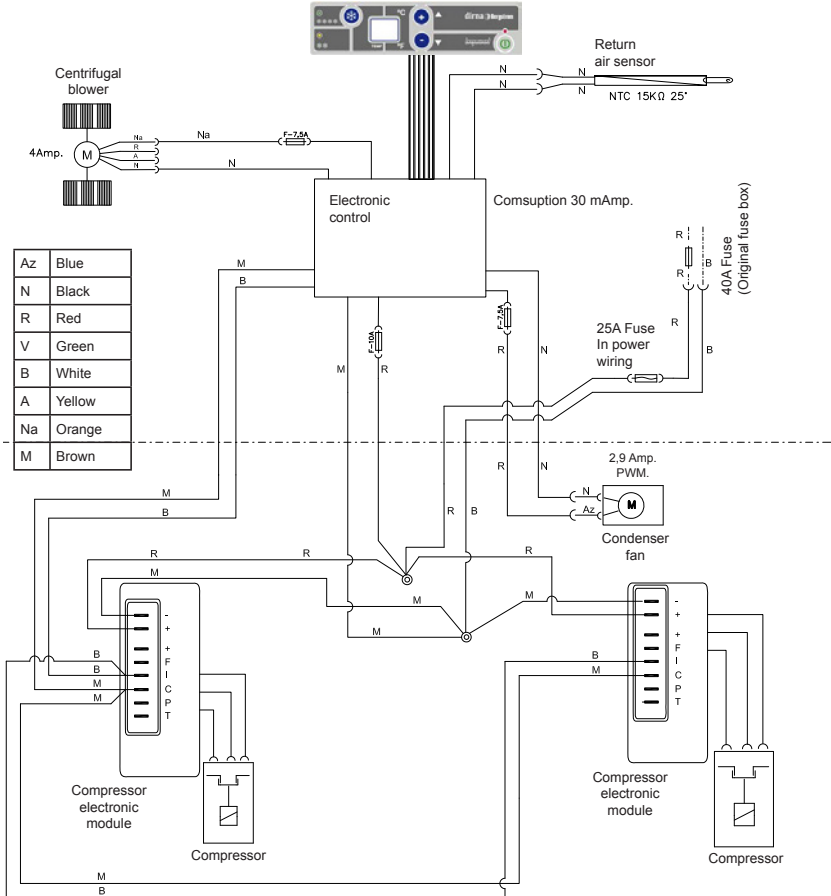 °C
°F
dirna Bergstrom
Return
air sensor
N
N
N
N
NTC 15KΩ 25°
Centrifugal
blower
4Amp.
M
Na
R
A
N
Na
F-7,5A
N
Electronic
control
Comsuption 30 mAmp.
R
R
B
40A Fuse
(Original fuse box)
Az Blue
N Black
R Red
V Green
B White
A Yellow
Na Orange
M Brown
M
B
F-10A
F-7,5A
M
R
R
N
25A Fuse
In power
wiring
R
B
2,9 Amp.
PWM.
R
N
N
Az
M
Condenser
fan
M
B
R
B
R
R
R
M
M
M
M
-
+
+
F
I
C
P
T
B
B
M
M
-
+
+
F
I
C
P
T
B
M
Compressor
electronic
module
Compressor
Compressor
electronic
module
Compressor
M
B